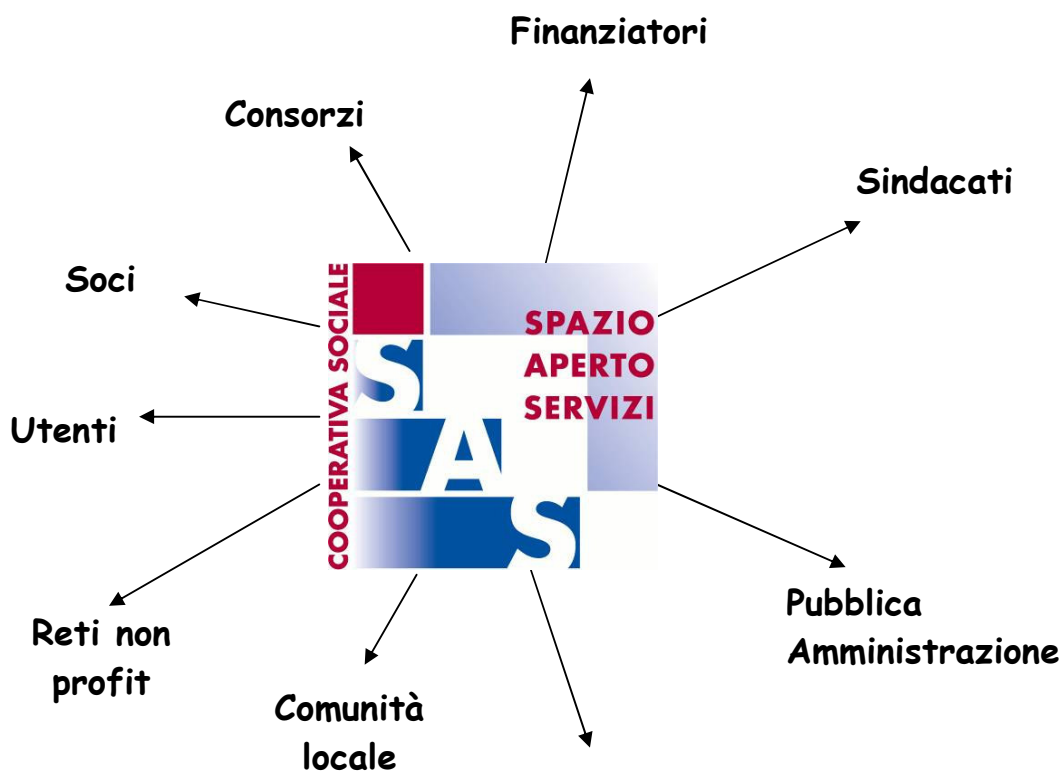 Finanziatori
Consorzi
Sindacati
Soci
COOPERATIVA SOCIALE
SPAZIO
APERTO
SERVIZI
S
A
S
Utenti
Reti non
profit
Comunità
locale
Pubblica
Amministrazione